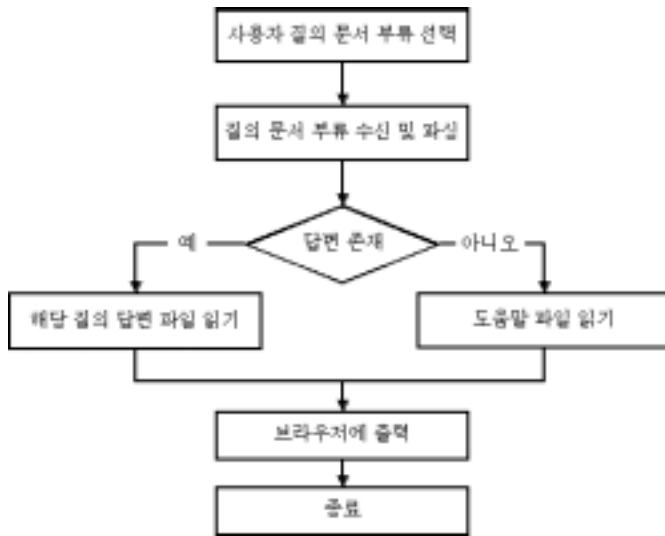 사용자 질의 문서 부류 선택
질의 문서 부류 수신 및 파싱
답변 존재
예
아니오
해당 질의 답변 파일 읽기
도움말 파일 읽기
브라우저에 출력
종료